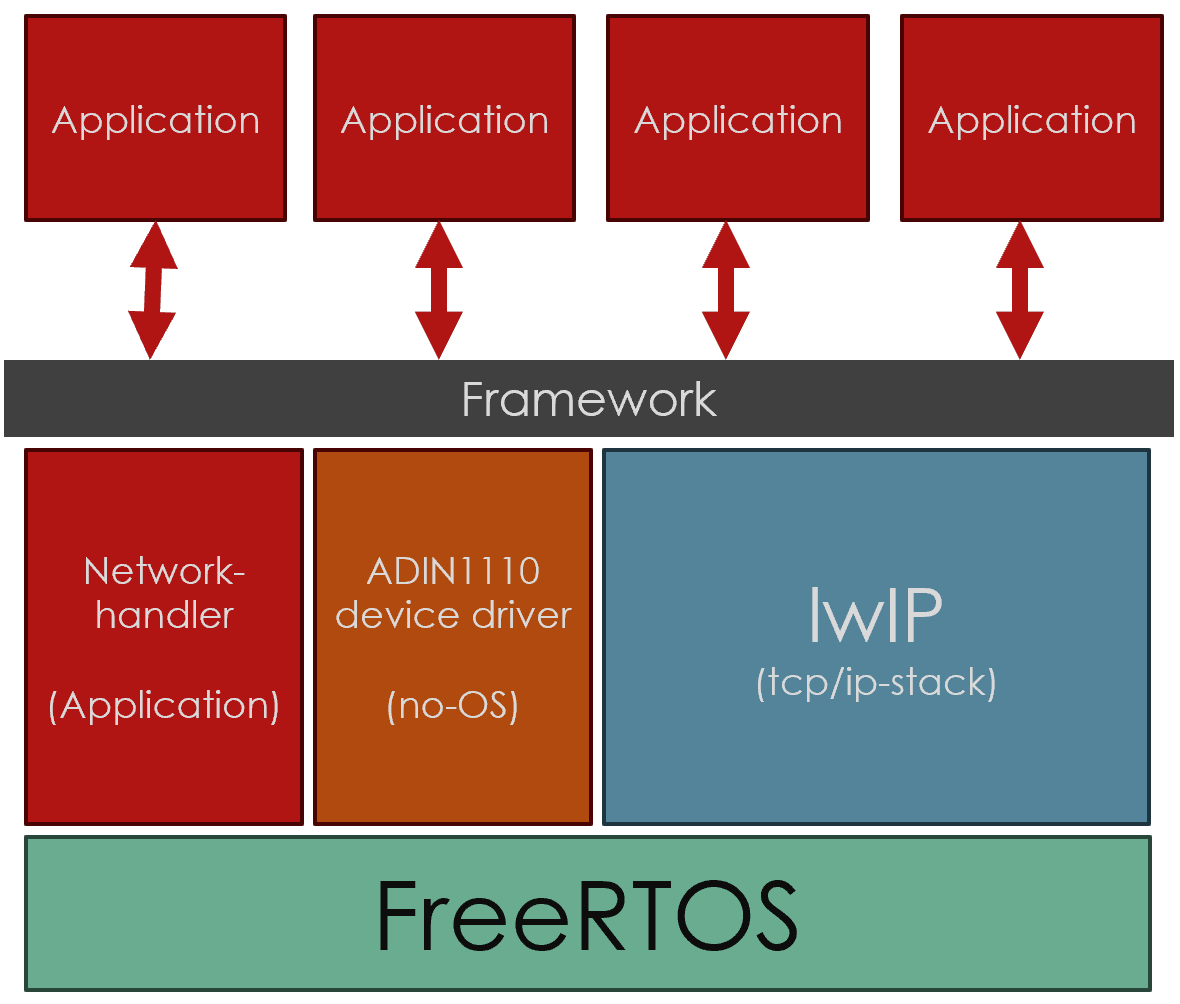 Application
Application
Application
Application
Framework
Network-
handler
(Application)
ADIN1110
device driver
(no-OS)
lwIP
(tcp/ip-stack)
FreeRTOS